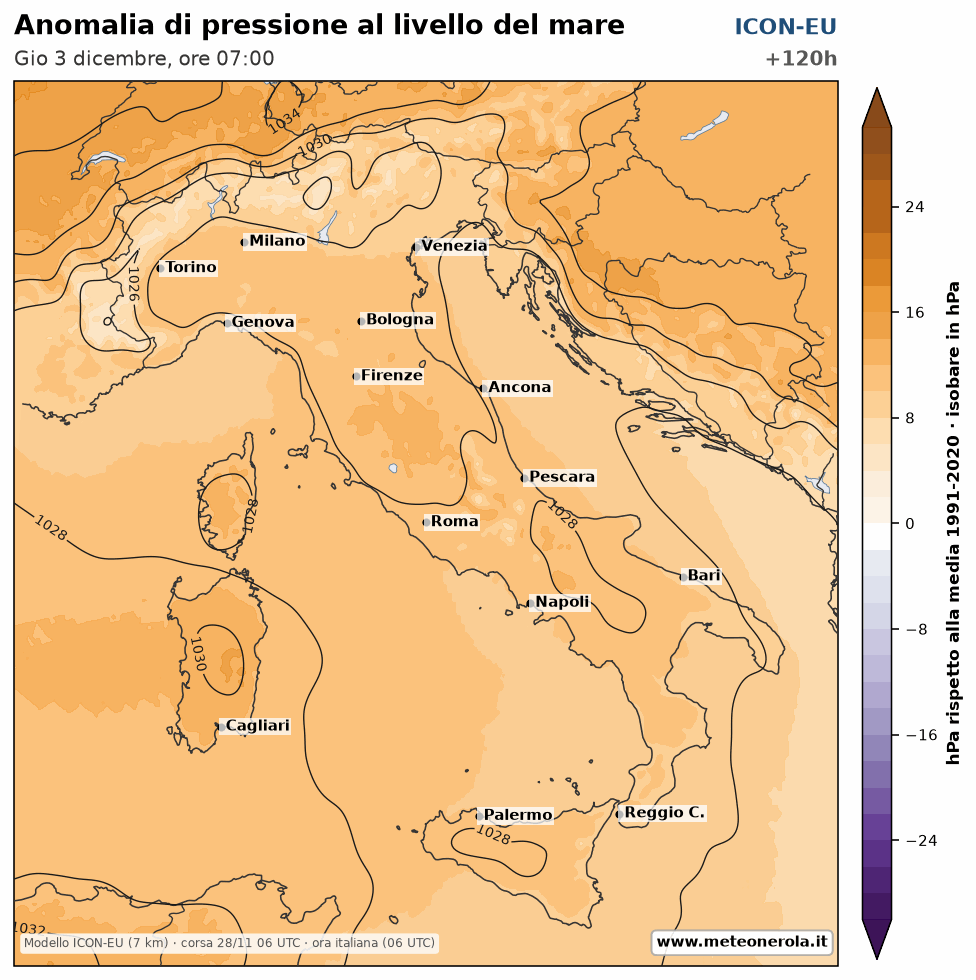 Anomalia di pressione al livello del mare
ICON-EU
Gio 3 dicembre, ore 07:00
+120h
1034
1030
Milano
Venezia
Torino
1026
Genova
Bologna
Firenze
Ancona
Pescara
1028
1028
1028
Roma
Bari
Napoli
1030
Cagliari
Palermo
Reggio C.
1028
1032
Modello ICON-EU (7 km) · corsa 28/11 06 UTC · ora italiana (06 UTC)
www.meteonerola.it
24
16
8
0
−8
−16
−24
hPa rispetto alla media 1991-2020 · isobare in hPa